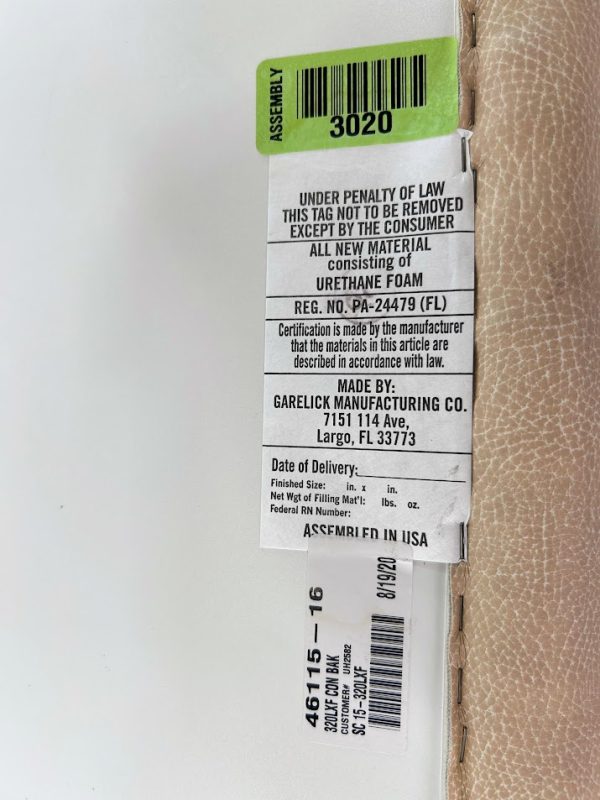 ASSEMBLY
3020
UNDER PENALTY OF LAW
THIS TAG NOT TO BE REMOVED
EXCEPT BY THE CONSUMER
ALL NEW MATERIAL
consisting of
URETHANE FOAM
REG. NO. PA-24479 (FL)
Certification is made by the manufacturer
that the materials in this article are
described in accordance with law.
MADE BY:
GARELICK MANUFACTURING CO.
7151 114 Ave,
Largo, FL 33773
Date of Delivery:
Finished Size: in. x in.
Net Wgt of Filling Mat'l: lbs. oz.
Federal RN Number:
ASSEMBLED IN USA
46115-16
320LXF CON BAK
CUSTOMER# UH2582
SC 15-320LXF
8/19/20